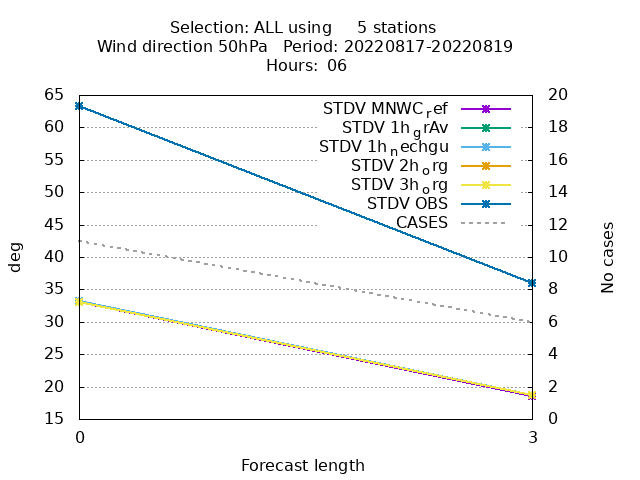 Selection: ALL using     5 stations
Wind direction 50hPa   Period: 20220817-20220819
Hours: 06
65
60
55
50
45
40
35
30
25
20
15
20
18
16
14
12
10
8
6
4
2
0
STDV MNWC_ref
STDV 1h_grAv
STDV 1h_nechgu
STDV 2h_org
STDV 3h_org
STDV OBS
CASES
deg
No cases
0
3
Forecast length